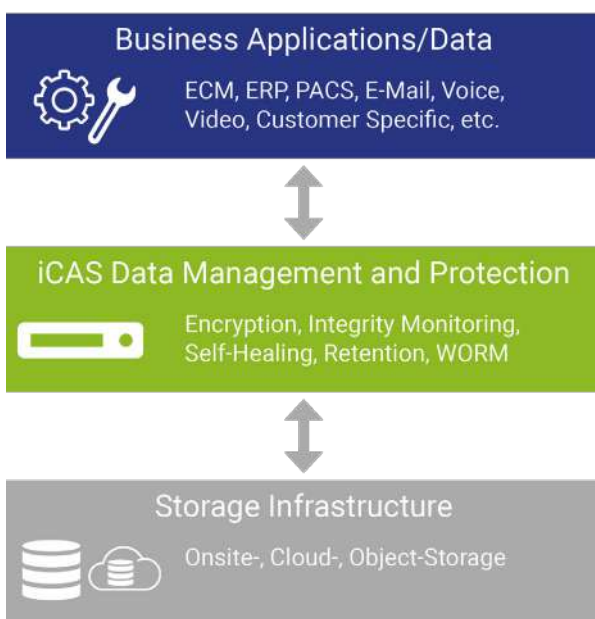 Business Applications/Data
ECM, ERP, PACS, E-Mail, Voice,
Video, Customer Specific, etc.
iCAS Data Management and Protection
Encryption, Integrity Monitoring,
Self-Healing, Retention, WORM
Storage Infrastructure
Onsite-, Cloud-, Object-Storage